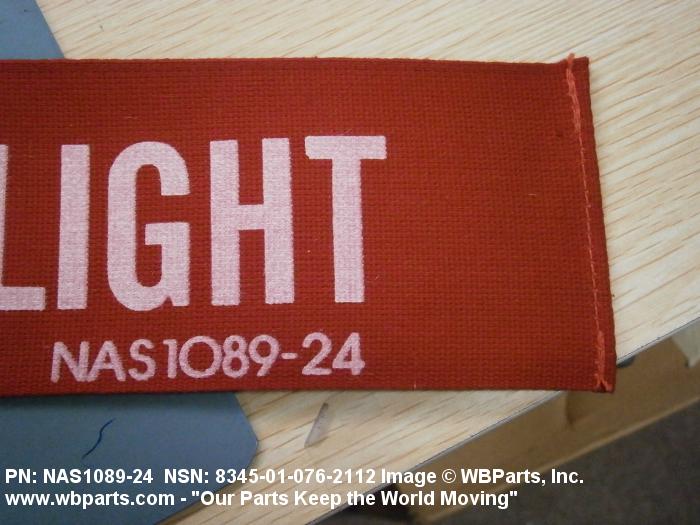 LIGHT
NAS1089-24
PN: NAS1089-24 NSN: 8345-01-076-2112 Image © WBParts, Inc.
www.wbparts.com - "Our Parts Keep the World Moving"